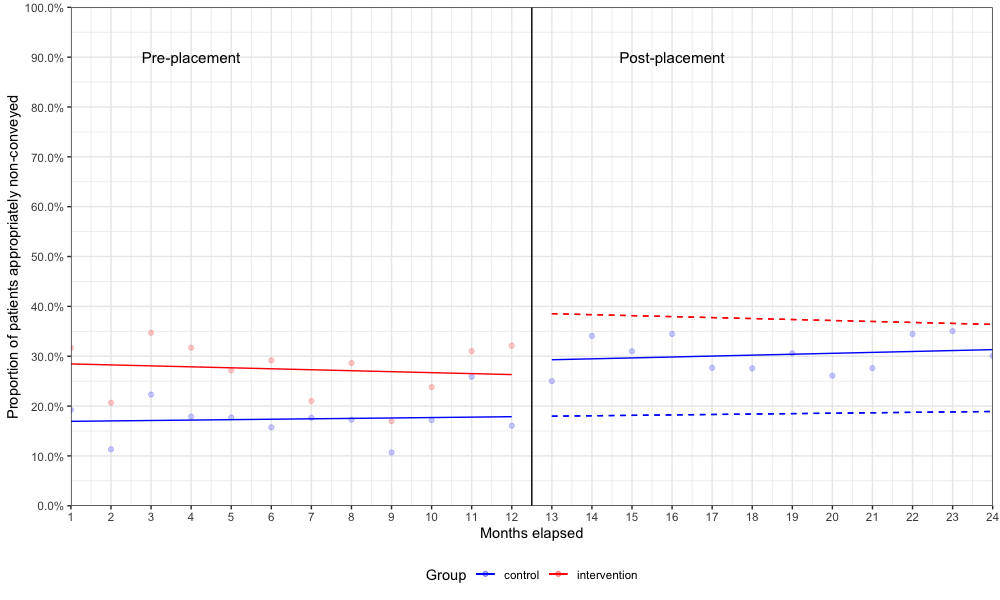 Proportion of patients appropriately non-conveyed
100.0%
90.0%
80.0%
70.0%
60.0%
50.0%
40.0%
30.0%
20.0%
10.0%
0.0%
Pre-placement
Post-placement
1 2 3 4 5 6 7 8 9 10 11 12 13 14 15 16 17 18 19 20 21 22 23 24
Months elapsed
Group control intervention